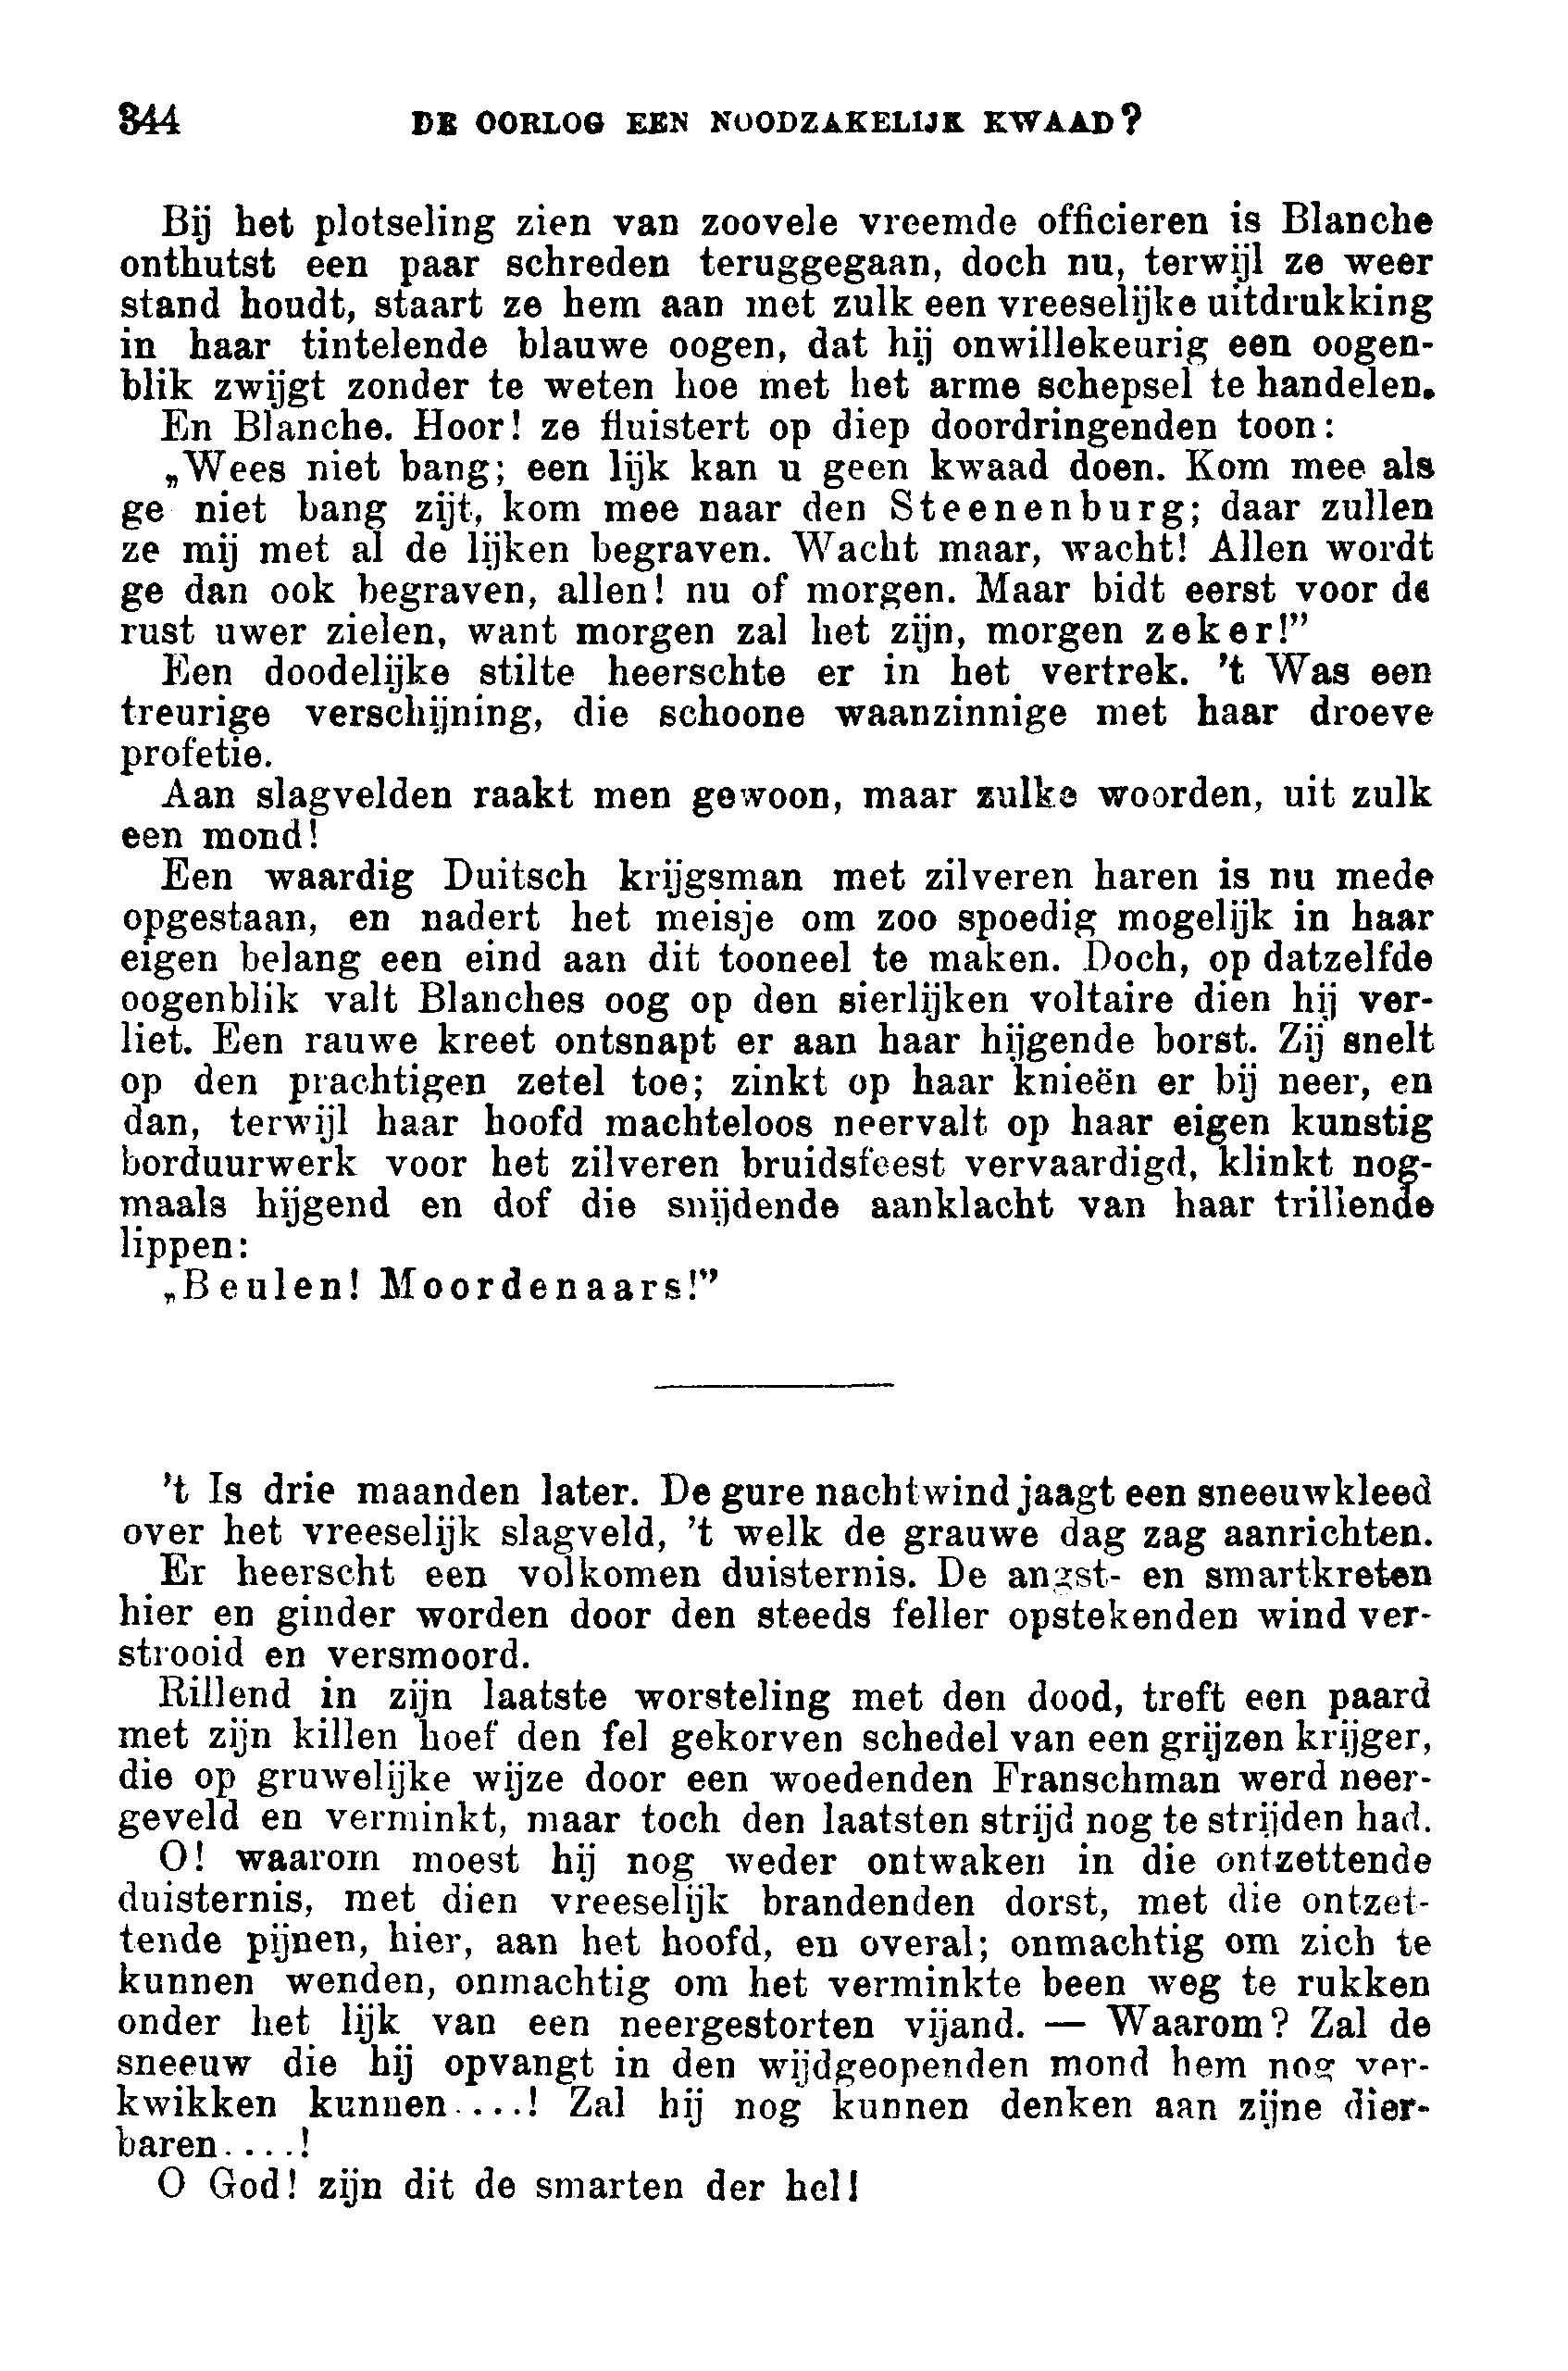 344 DE OORLOG EEN NOODZAKELIJK KWAAD?
Bij het plotseling zien van zoovele vreemde officieren is Blanche
onthutst een paar schreden teruggegaan, doch nu, terwijl ze weer
stand houdt, staart ze hem aan met zulk een vreeselijke uitdrukking
in haar tintelende blauwe oogen, dat hij onwillekeurig een oogen-
blik zwijgt zonder te weten hoe met het arme schepsel te handelen.
En Blanche. Hoor! ze fluistert op diep doordringenden toon:
„Wees niet bang; een lijk kan u geen kwaad doen. Kom mee als
ge niet bang zijt, kom mee naar den Steenenburg; daar zullen
ze mij met al de lijken begraven. Wacht maar, wacht! Allen wordt
ge dan ook begraven, allen! nu of morgen. Maar bidt eerst voor de
rust uwer zielen, want morgen zal het zijn, morgen zeker!”
Een doodelijke stilte heerschte er in het vertrek. 't Was een
treurige verschijning, die schoone waanzinnige met haar droeve
profetie.
Aan slagvelden raakt men gewoon, maar zulke woorden, uit zulk
een mond!
Een waardig Duitsch krijgsman met zilveren haren is nu mede
opgestaan, en nadert het meisje om zoo spoedig mogelijk in haar
eigen belang een eind aan dit tooneel te maken. Doch, op datzelfde
oogenblik valt Blanches oog op den sierlijken voltaire dien hij ver-
liet. Een rauwe kreet ontsnapt er aan haar hijgende borst. Zij snelt
op den prachtigen zetel toe; zinkt op haar knieën er bij neer, en
dan, terwijl haar hoofd machteloos neervalt op haar eigen kunstig
borduurwerk voor het zilveren bruidsfeest vervaardigd, klinkt nog-
maals hijgend en dof die snijdende aanklacht van haar trillende
lippen:
„Beulen! Moordenaars!”
't Is drie maanden later. De gure nachtwind jaagt een sneeuwkleed
over het vreeselijk slagveld, 't welk de grauwe dag zag aanrichten.
Er heerscht een volkomen duisternis. De angst- en smartkreten
hier en ginder worden door den steeds feller opstekenden wind ver-
strooid en versmoord.
Rillend in zijn laatste worsteling met den dood, treft een paard
met zijn killen hoef den fel gekorven schedel van een grijzen krijger,
die op gruwelijke wijze door een woedenden Franschman werd neer-
geveld en verminkt, maar toch den laatsten strijd nog te strijden had.
O! waarom moest hij nog weder ontwaken in die ontzettende
duisternis, met dien vreeselijk brandenden dorst, met die ontzet-
tende pijnen, hier, aan het hoofd, en overal; onmachtig om zich te
kunnen wenden, onmachtig om het verminkte been weg te rukken
onder het lijk van een neergestorten vijand. — Waarom? Zal de
sneeuw die hij opvangt in den wijdgeopenden mond hem nog ver-
kwikken kunnen....! Zal hij nog kunnen denken aan zijne dier-
baren....!
O God! zijn dit de smarten der hel!